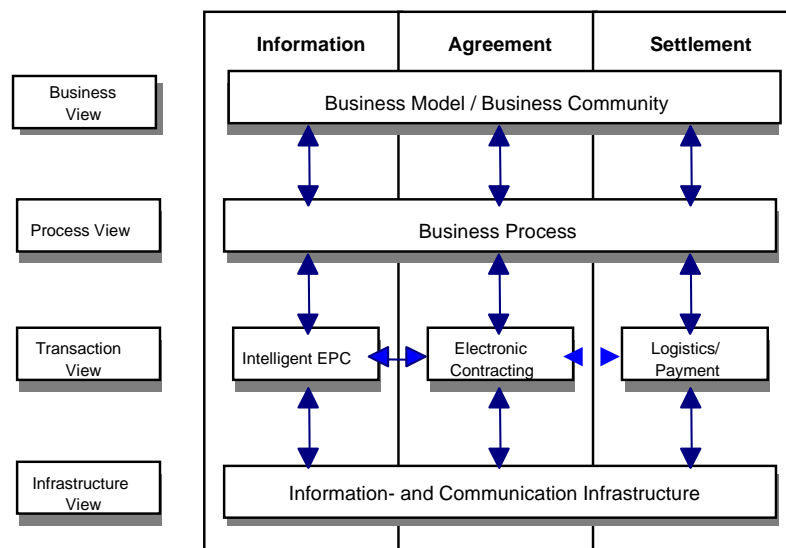 Information
Agreement
Settlement
Business
View
Business Model / Business Community
Process View
Business Process
Transaction
View
Intelligent EPC
Electronic
Contracting
Logistics/
Payment
Infrastructure
View
Information- and Communication Infrastructure